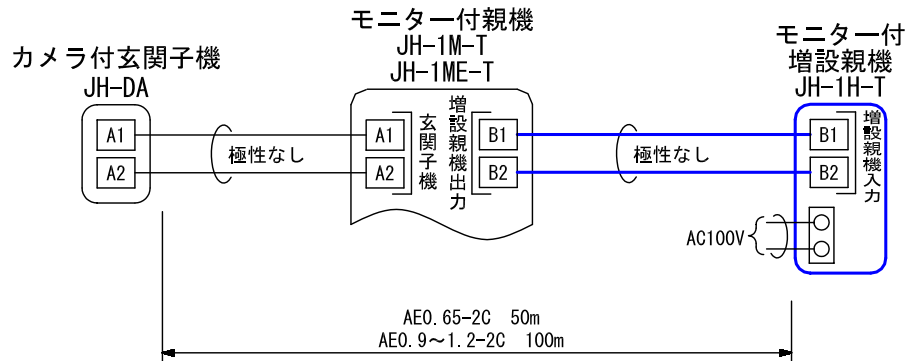 カメラ付玄関子機
JH-DA
A1
A2
極性なし
モニター付親機
JH-1M-T
JH-1ME-T
A1
A2
玄関子機
増設親機出力
B1
B2
極性なし
モニター付
増設親機
JH-1H-T
B1
B2
増設親機入力
AC100V
AE0.65-2C 50m
AE0.9～1.2-2C 100m